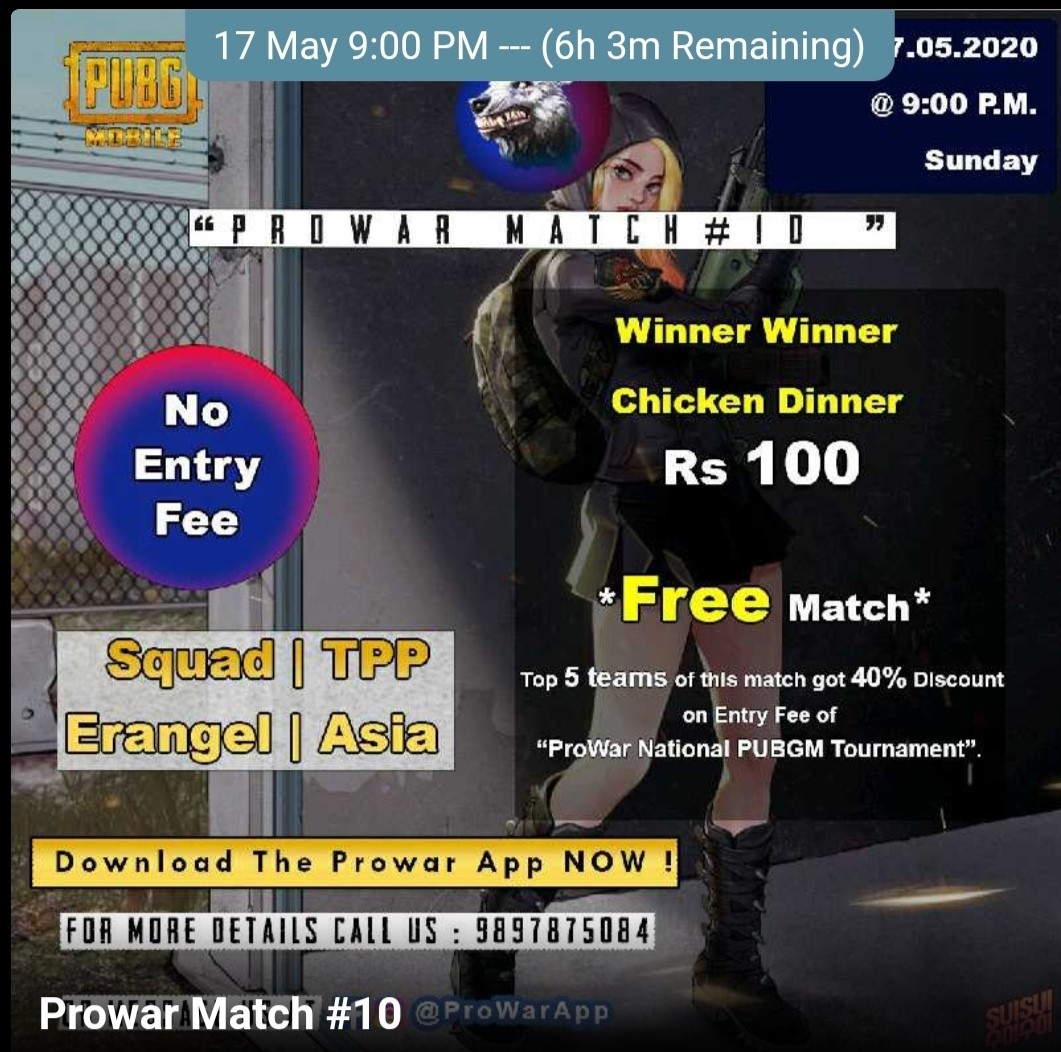 17 May 9:00 PM --- (6h 3m Remaining)
7.05.2020
@ 9:00 P.M.
Sunday
PUBG
MOBILE
“PROWAR MATCH#10 ”
Winner Winner
Chicken Dinner
Rs 100
No
Entry
Fee
*Free Match*
Top 5 teams of this match got 40% Discount
on Entry Fee of
“ProWar National PUBGM Tournament”.
Squad | TPP
Erangel | Asia
Download The Prowar App NOW !
FOR MORE DETAILS CALL US : 9897875084
Prowar Match #10
@ProWarApp
SUISUI